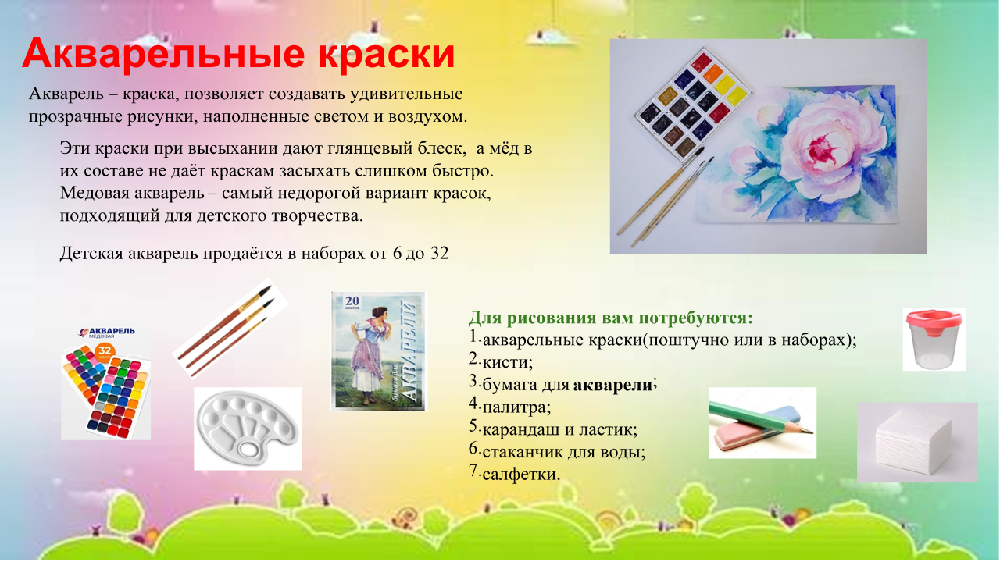 Акварельные краски
Акварель – краска, позволяет создавать удивительные
прозрачные рисунки, наполненные светом и воздухом.
Эти краски при высыхании дают глянцевый блеск,  а мёд в
их составе не даёт краскам засыхать слишком быстро.
Медовая акварель – самый недорогой вариант красок,
подходящий для детского творчества.
Детская акварель продаётся в наборах от 6 до 32
АКВАРЕЛЬ
МЕДОВАЯ
32
цвета
20
листов
бумага для
АКВАРЕЛИ
Для рисования вам потребуются:
1.акварельные краски(поштучно или в наборах);
2.кисти;
3.бумага для акварели;
4.палитра;
5.карандаш и ластик;
6.стаканчик для воды;
7.салфетки.